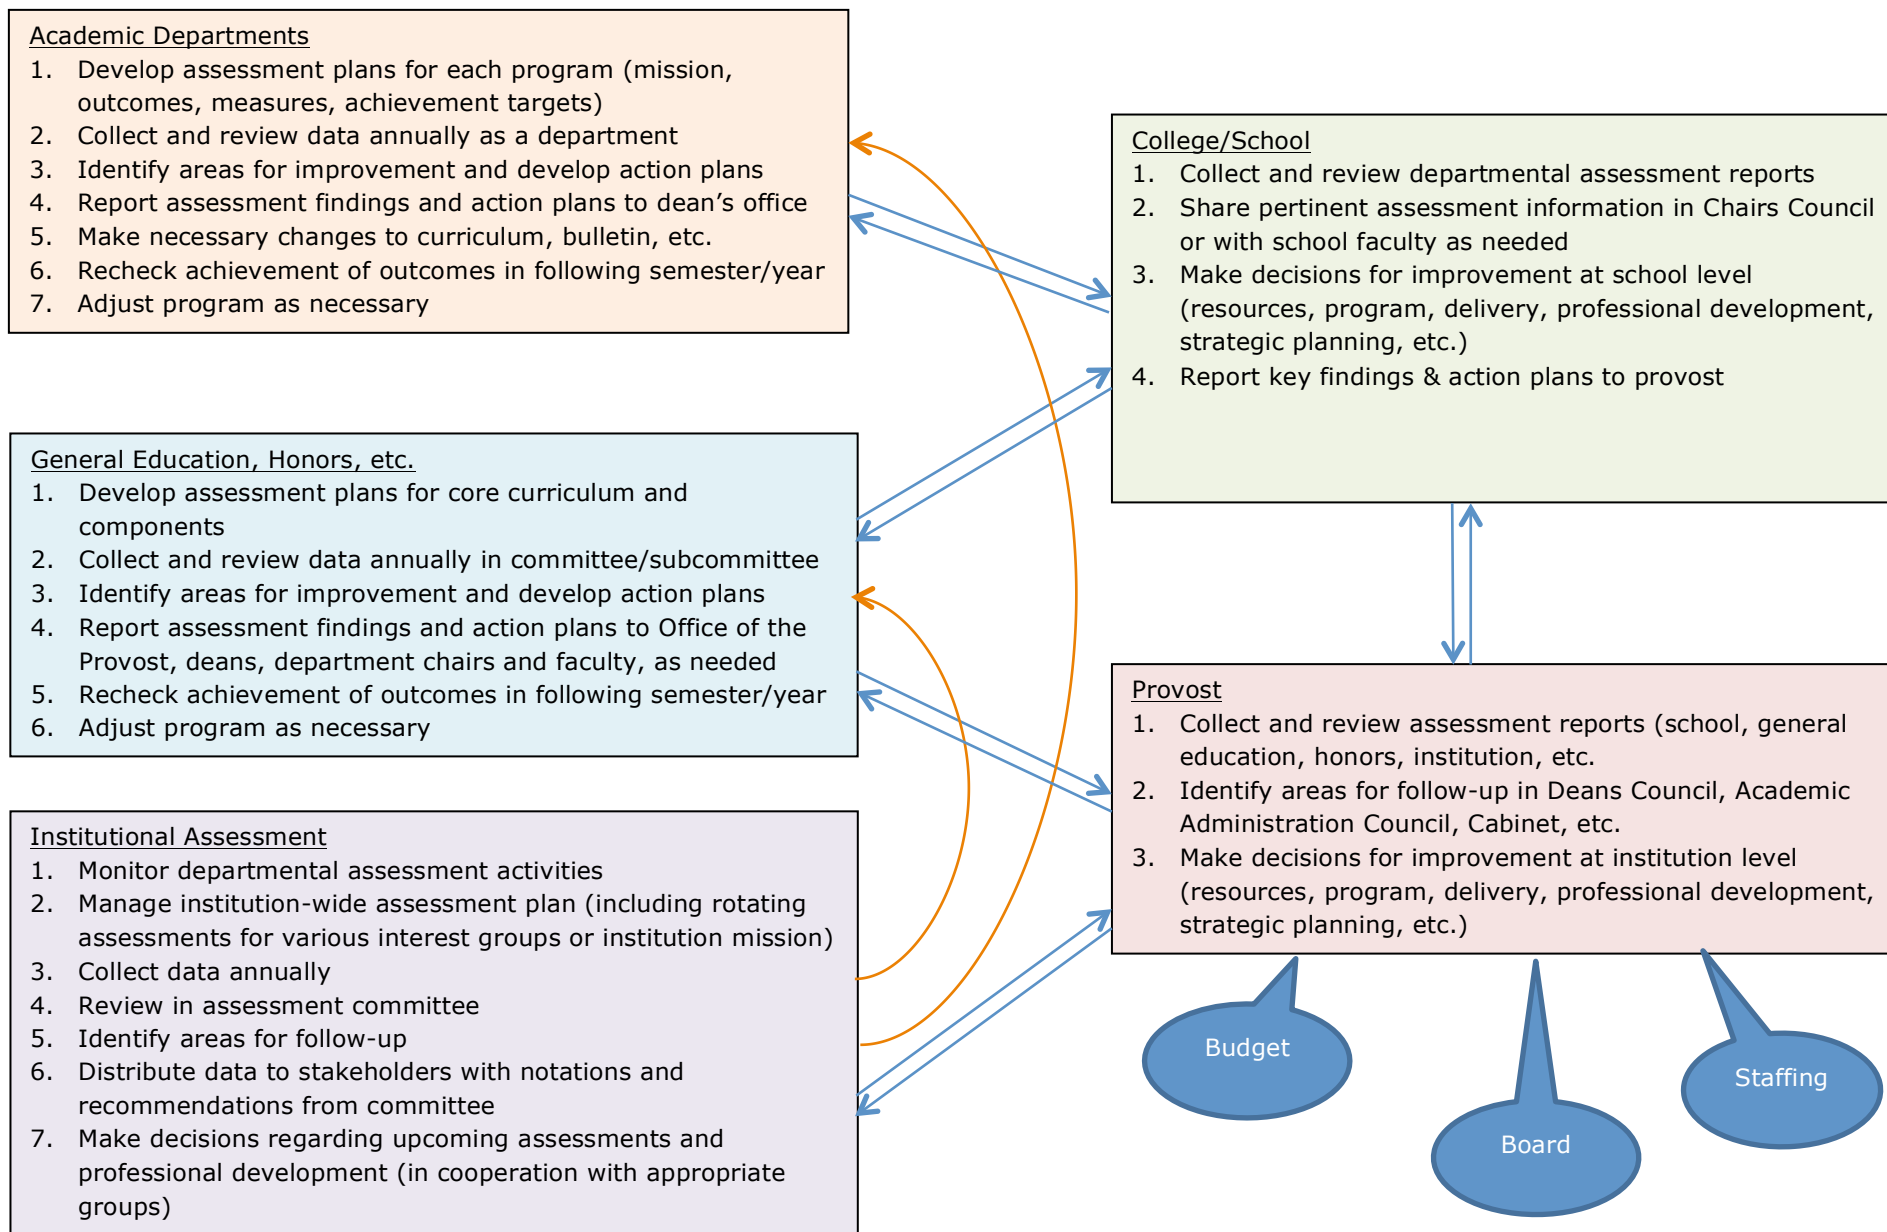 Academic Departments
1. Develop assessment plans for each program (mission,
outcomes, measures, achievement targets)
2. Collect and review data annually as a department
3. Identify areas for improvement and develop action plans
4. Report assessment findings and action plans to dean’s office
5. Make necessary changes to curriculum, bulletin, etc.
6. Recheck achievement of outcomes in following semester/year
7. Adjust program as necessary
College/School
1. Collect and review departmental assessment reports
2. Share pertinent assessment information in Chairs Council
or with school faculty as needed
3. Make decisions for improvement at school level
(resources, program, delivery, professional development,
strategic planning, etc.)
4. Report key findings & action plans to provost
General Education, Honors, etc.
1. Develop assessment plans for core curriculum and
components
2. Collect and review data annually in committee/subcommittee
3. Identify areas for improvement and develop action plans
4. Report assessment findings and action plans to Office of the
Provost, deans, department chairs and faculty, as needed
5. Recheck achievement of outcomes in following semester/year
6. Adjust program as necessary
Provost
1. Collect and review assessment reports (school, general
education, honors, institution, etc.
2. Identify areas for follow-up in Deans Council, Academic
Administration Council, Cabinet, etc.
3. Make decisions for improvement at institution level
(resources, program, delivery, professional development,
strategic planning, etc.)
Institutional Assessment
1. Monitor departmental assessment activities
2. Manage institution-wide assessment plan (including rotating
assessments for various interest groups or institution mission)
3. Collect data annually
4. Review in assessment committee
5. Identify areas for follow-up
6. Distribute data to stakeholders with notations and
recommendations from committee
7. Make decisions regarding upcoming assessments and
professional development (in cooperation with appropriate
groups)
Budget
Board
Staffing